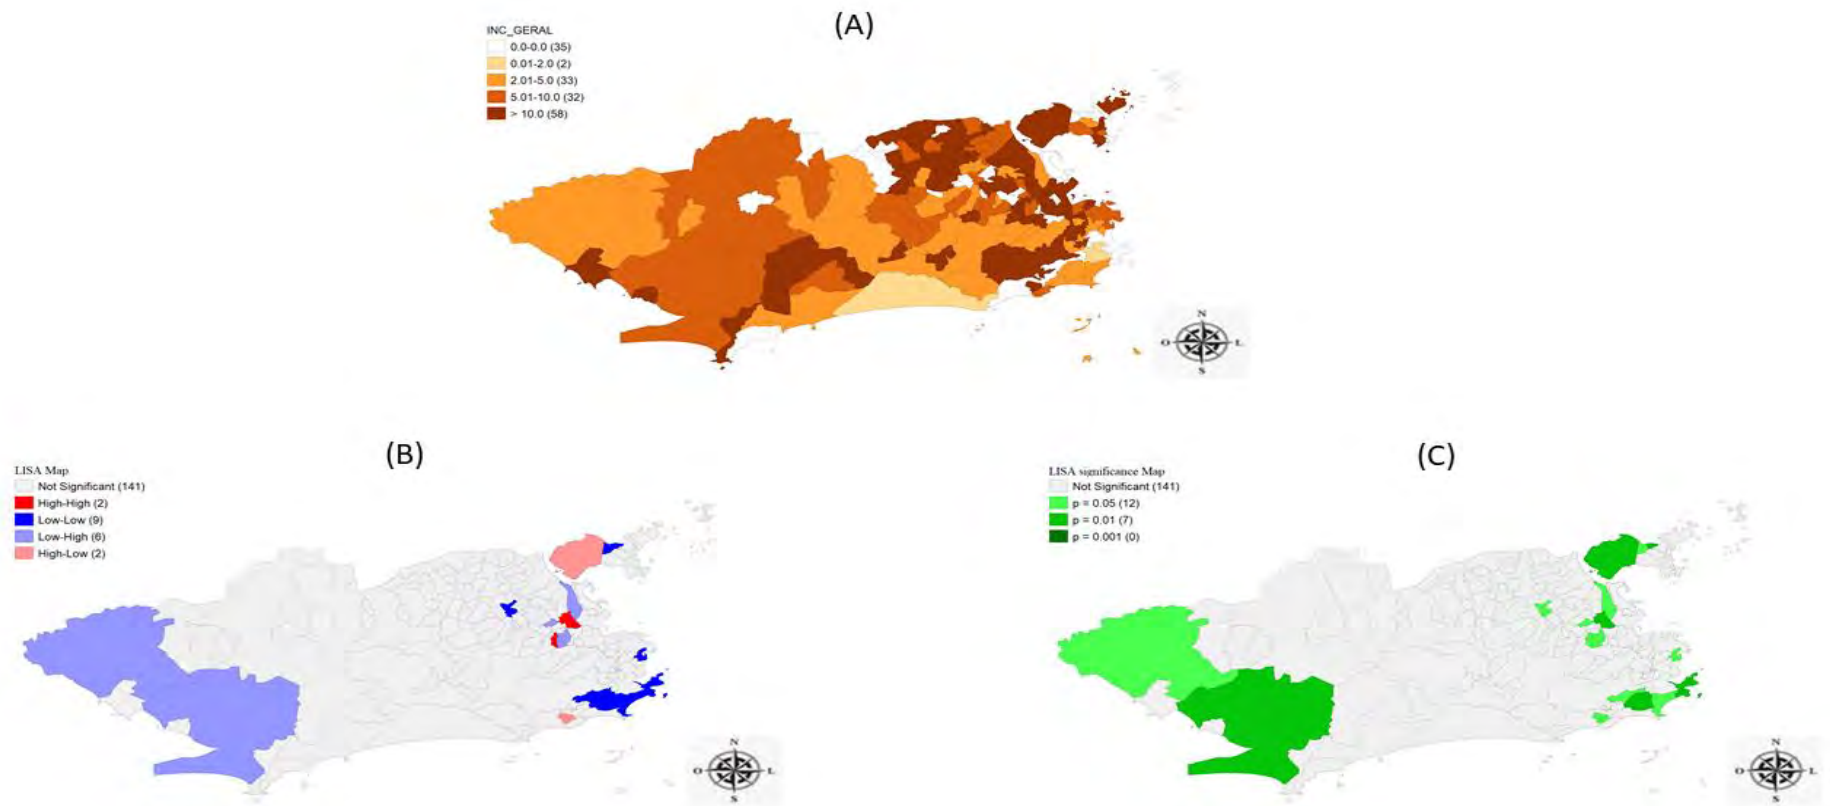 (A)
INC_GERAL
0.0-0.0 (35)
0.01-2.0 (2)
2.01-5.0 (33)
5.01-10.0 (32)
> 10.0 (58)
N
O L
S
(B)
LISA Map
Not Significant (141)
High-High (2)
Low-Low (9)
Low-High (6)
High-Low (2)
N
O L
S
(C)
LISA significance Map
Not Significant (141)
p = 0.05 (12)
p = 0.01 (7)
p = 0.001 (0)
N
O L
S